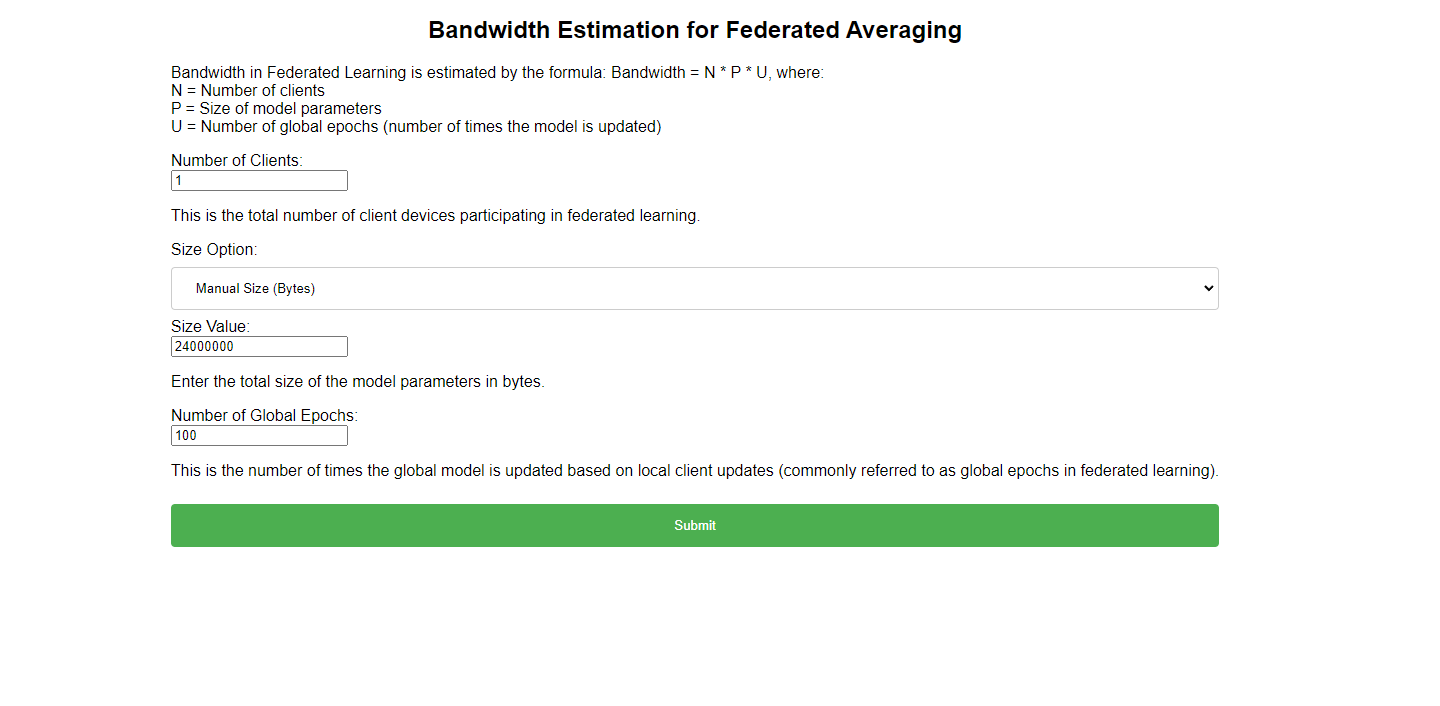 Bandwidth Estimation for Federated Averaging
Bandwidth in Federated Learning is estimated by the formula: Bandwidth = N * P * U, where:
N = Number of clients
P = Size of model parameters
U = Number of global epochs (number of times the model is updated)
Number of Clients:
1
This is the total number of client devices participating in federated learning.
Size Option:
Manual Size (Bytes)
Size Value:
24000000
Enter the total size of the model parameters in bytes.
Number of Global Epochs:
100
This is the number of times the global model is updated based on local client updates (commonly referred to as global epochs in federated learning).
Submit